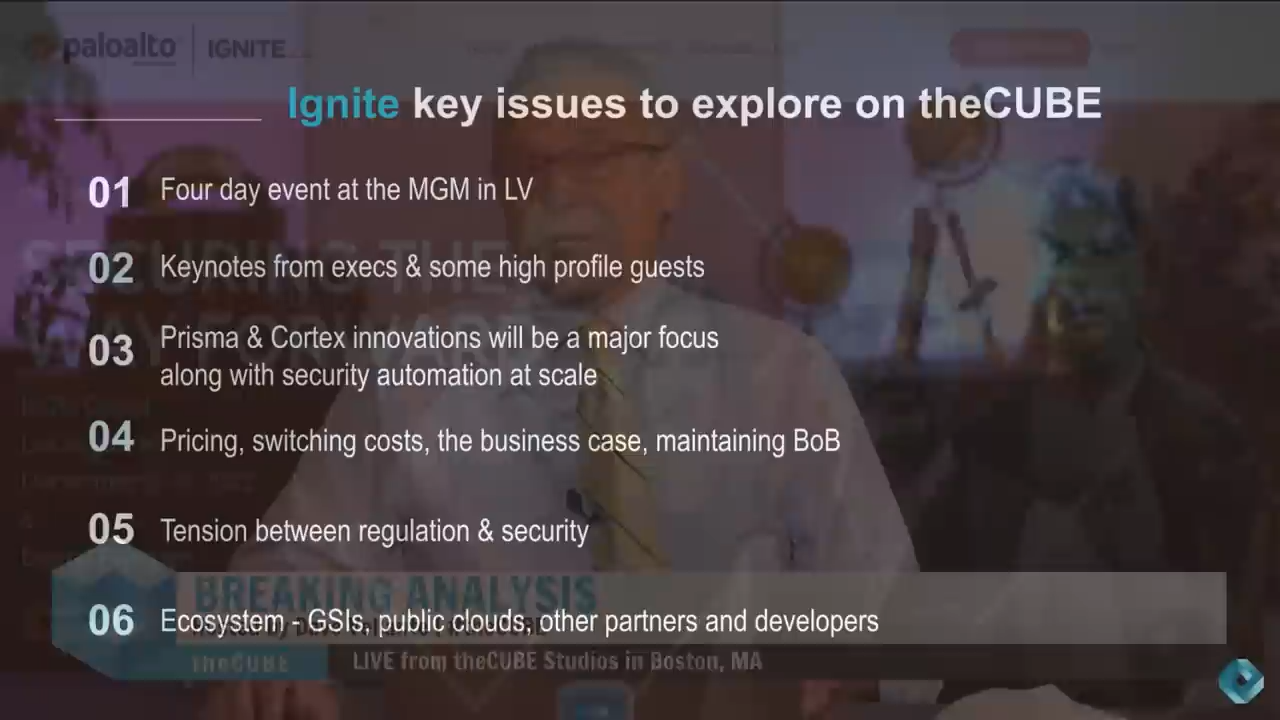 paloalto | IGNITE
Ignite key issues to explore on theCUBE
01 Four day event at the MGM in LV
SECURING THE
02 Keynotes from execs & some high profile guests
03 Prisma & Cortex innovations will be a major focus
along with security automation at scale
04 Pricing, switching costs, the business case, maintaining BoB
05 Tension between regulation & security
BREAKING ANALYSIS
06 Ecosystem - GSIs, public clouds, other partners and developers
theCUBE LIVE from theCUBE Studios in Boston, MA